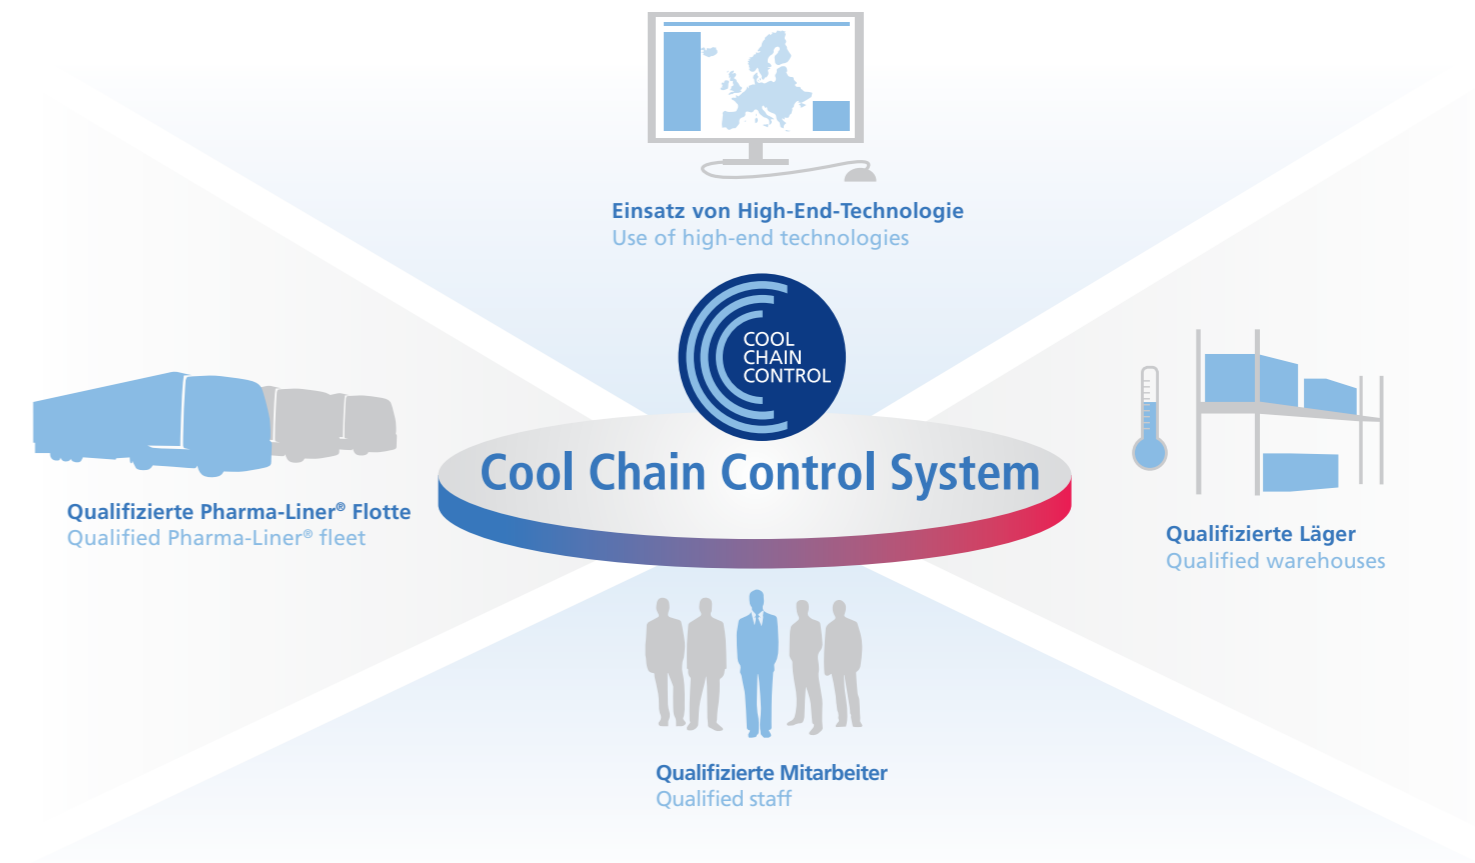 Einsatz von High-End-Technologie
Use of high-end technologies
COOL
CHAIN
CONTROL
Cool Chain Control System
Qualifizierte Pharma-Liner® Flotte
Qualified Pharma-Liner® fleet
Qualifizierte Läger
Qualified warehouses
Qualifizierte Mitarbeiter
Qualified staff